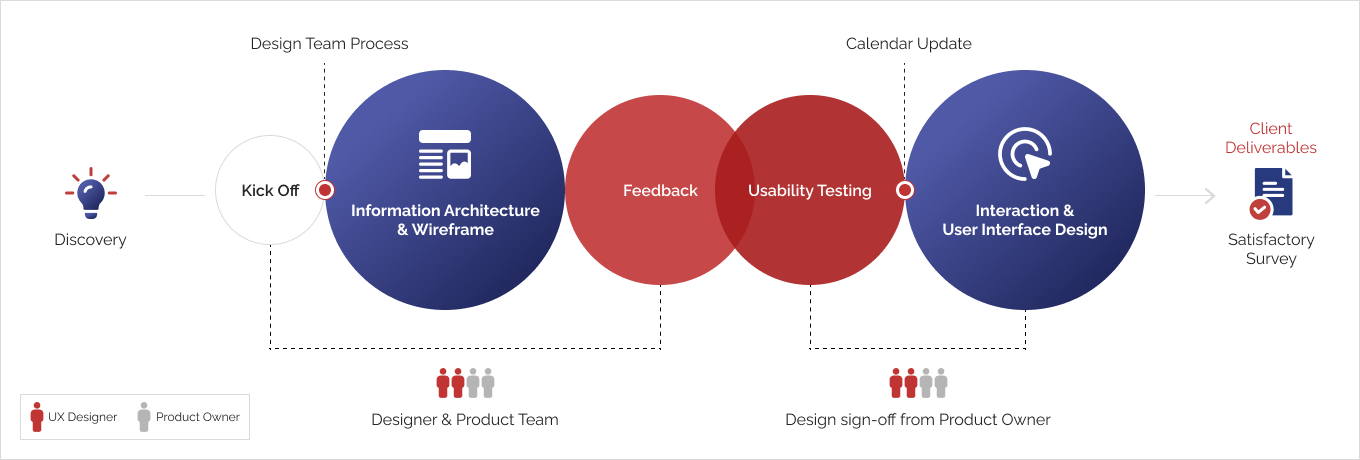 Design Team Process
Calendar Update
Discovery
Kick Off
Information Architecture
& Wireframe
Feedback
Usability Testing
Interaction &
User Interface Design
Client
Deliverables
Satisfactory
Survey
Designer & Product Team
Design sign-off from Product Owner
UX Designer
Product Owner